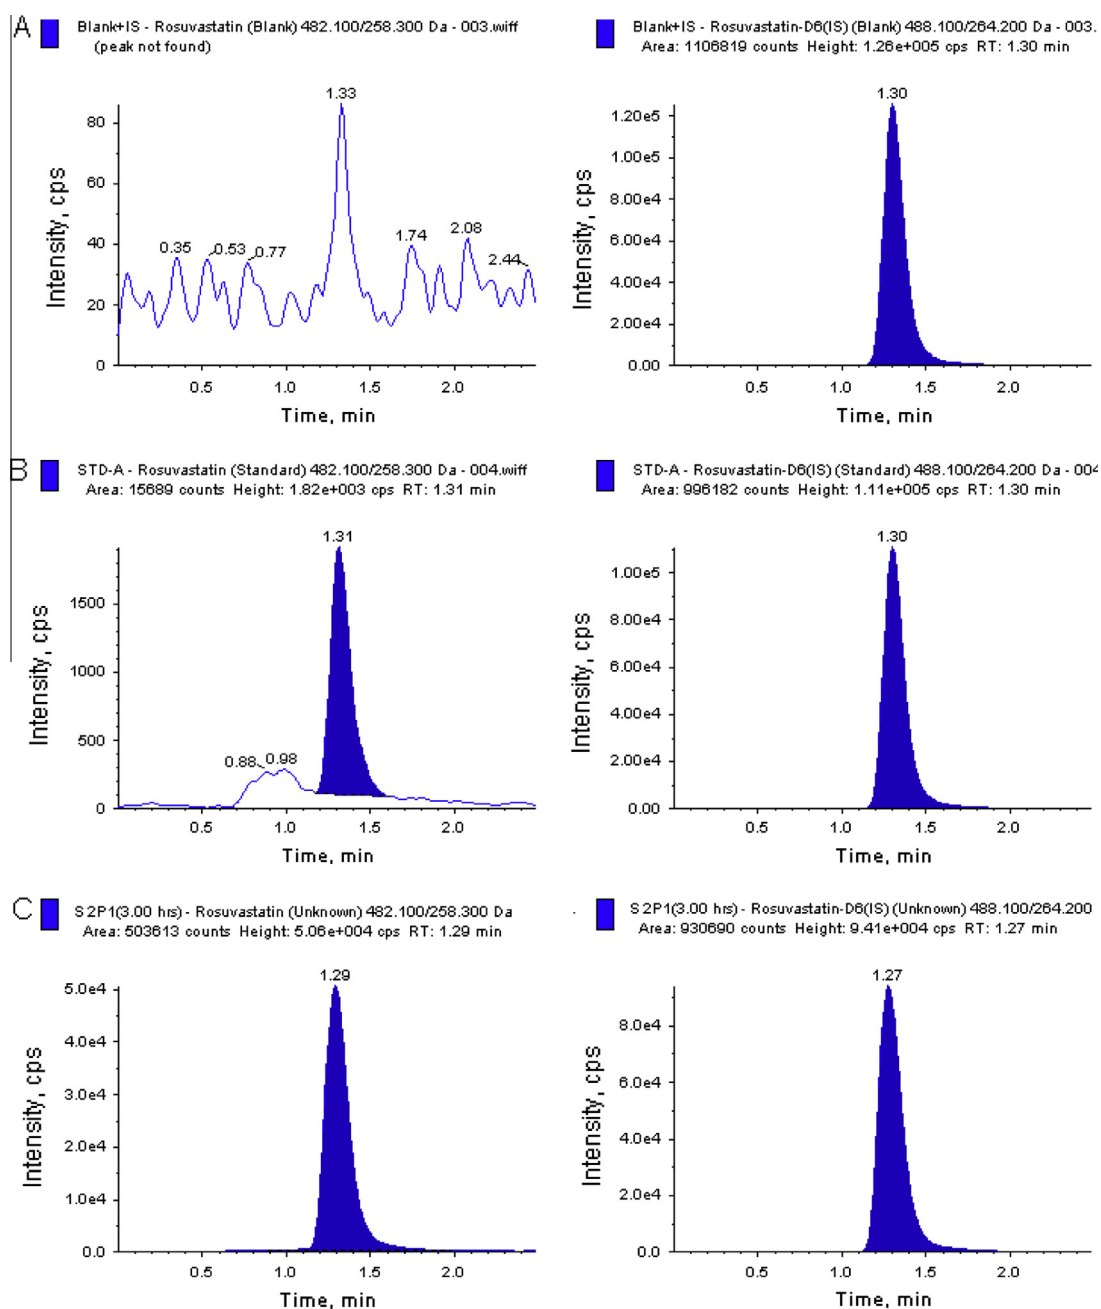 A
Blank+IS - Rosuvastatin (Blank) 482.100/258.300 Da - 003.wiff
(peak not found)
1.33
80
60
40
20
0
0.35
0.53
0.77
1.74
2.08
2.44
0.5
1.0
1.5
2.0
Intensity, cps
Time, min
Blank+IS - Rosuvastatin-D6(IS) (Blank) 488.100/264.200 Da - 003.
Area: 1106819 counts Height: 1.26e+005 cps RT: 1.30 min
1.30
1.20e5
1.00e5
8.00e4
6.00e4
4.00e4
2.00e4
0.00
0.5
1.0
1.5
2.0
Intensity, cps
Time, min
B
STD-A - Rosuvastatin (Standard) 482.100/258.300 Da - 004.wiff
Area: 15689 counts Height: 1.82e+003 cps RT: 1.31 min
1.31
1500
1000
500
0
0.88
0.98
0.5
1.0
1.5
2.0
Intensity, cps
Time, min
STD-A - Rosuvastatin-D6(IS) (Standard) 488.100/264.200 Da - 004
Area: 996182 counts Height: 1.11e+005 cps RT: 1.30 min
1.30
1.00e5
8.00e4
6.00e4
4.00e4
2.00e4
0.00
0.5
1.0
1.5
2.0
Intensity, cps
Time, min
C
S2P1(3.00 hrs) - Rosuvastatin (Unknown) 482.100/258.300 Da
Area: 503613 counts Height: 5.06e+004 cps RT: 1.29 min
1.29
5.0e4
4.0e4
3.0e4
2.0e4
1.0e4
0.0
0.5
1.0
1.5
2.0
Intensity, cps
Time, min
S2P1(3.00 hrs) - Rosuvastatin-D6(IS) (Unknown) 488.100/264.200
Area: 930690 counts Height: 9.41e+004 cps RT: 1.27 min
1.27
8.0e4
6.0e4
4.0e4
2.0e4
0.0
0.5
1.0
1.5
2.0
Intensity, cps
Time, min